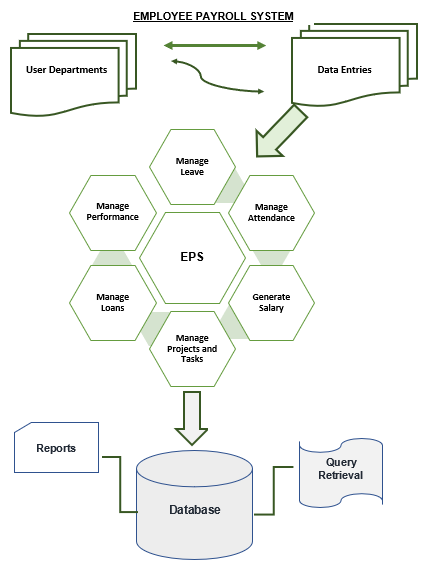 EMPLOYEE PAYROLL SYSTEM
User Departments
Data Entries
Manage
Leave
Manage
Performance
Manage
Attendance
EPS
Manage
Loans
Generate
Salary
Manage
Projects and
Tasks
Reports
Query
Retrieval
Database